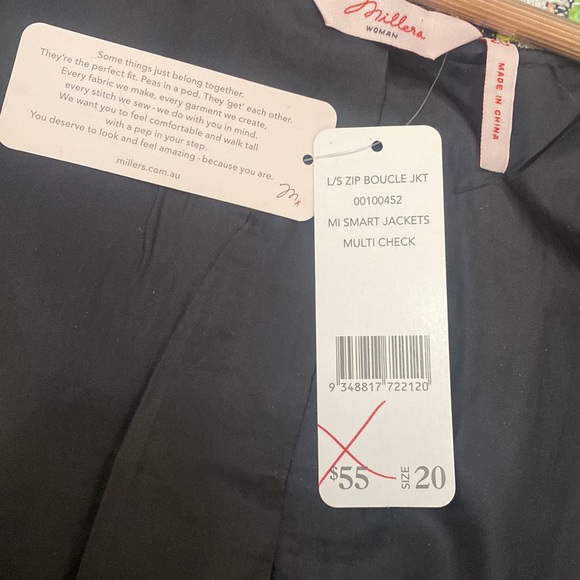 Millers
WOMAN
MADE IN CHINA
Some things just belong together.
They're the perfect fit. Peas in a pod. They 'get' each other.
Every fabric we make, every garment we create,
every stitch we sew - we do with you in mind.
We want you to feel comfortable and walk tall
with a pep in your step.
You deserve to look and feel amazing - because you are.
millers.com.au
L/S ZIP BOUCLE JKT
00100452
MI SMART JACKETS
MULTI CHECK
9 348817 722120
$55 SIZE 20